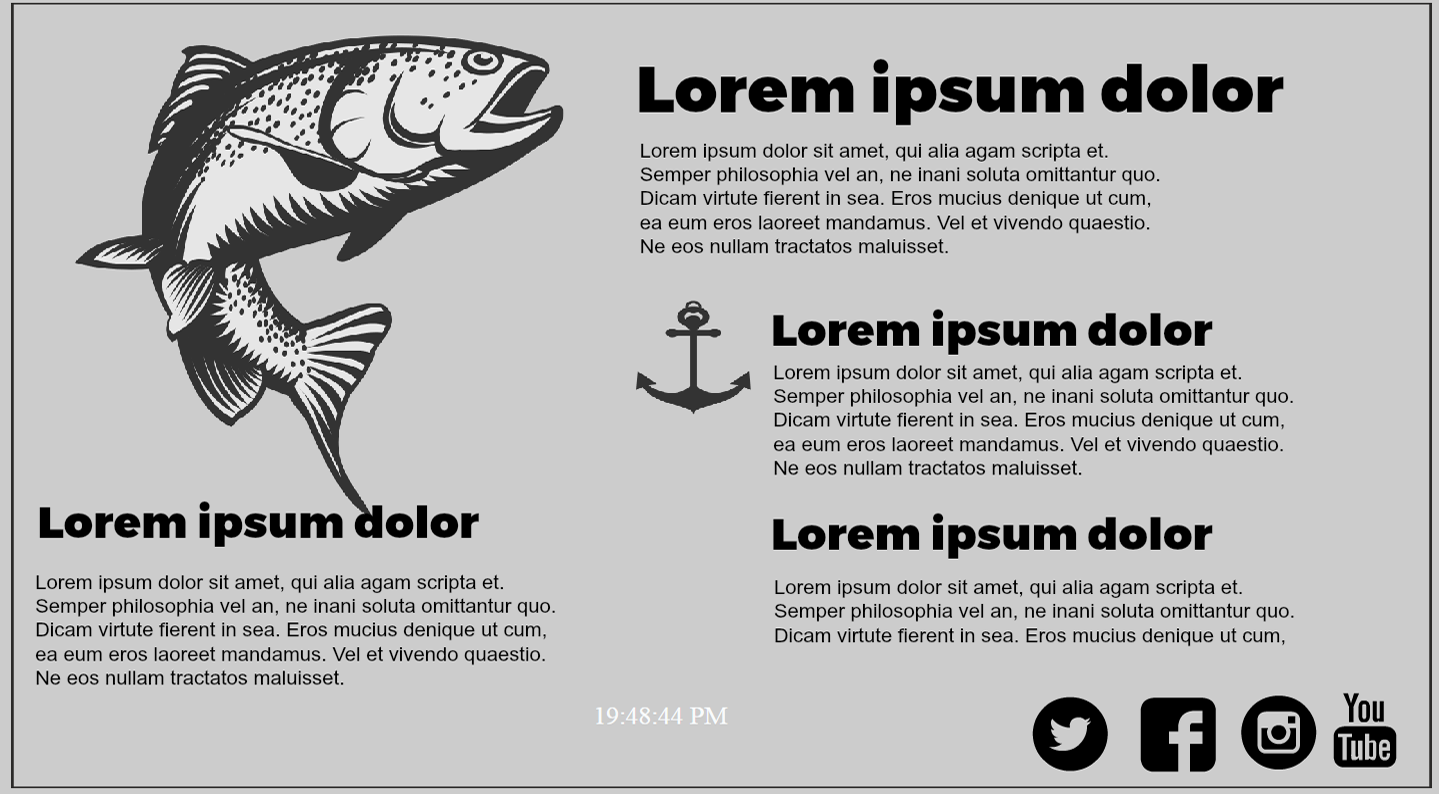 Lorem ipsum dolor
Lorem ipsum dolor sit amet, qui alia agam scripta et.
Semper philosophia vel an, ne inani soluta omittantur quo.
Dicam virtute fierent in sea. Eros mucius denique ut cum,
ea eum eros laoreet mandamus. Vel et vivendo quaestio.
Ne eos nullam tractatos maluisset.
Lorem ipsum dolor
Lorem ipsum dolor sit amet, qui alia agam scripta et.
Semper philosophia vel an, ne inani soluta omittantur quo.
Dicam virtute fierent in sea. Eros mucius denique ut cum,
ea eum eros laoreet mandamus. Vel et vivendo quaestio.
Ne eos nullam tractatos maluisset.
Lorem ipsum dolor
Lorem ipsum dolor sit amet, qui alia agam scripta et.
Semper philosophia vel an, ne inani soluta omittantur quo.
Dicam virtute fierent in sea. Eros mucius denique ut cum,
ea eum eros laoreet mandamus. Vel et vivendo quaestio.
Ne eos nullam tractatos maluisset.
Lorem ipsum dolor
Lorem ipsum dolor sit amet, qui alia agam scripta et.
Semper philosophia vel an, ne inani soluta omittantur quo.
Dicam virtute fierent in sea. Eros mucius denique ut cum,
19:48:44 PM
You
Tube